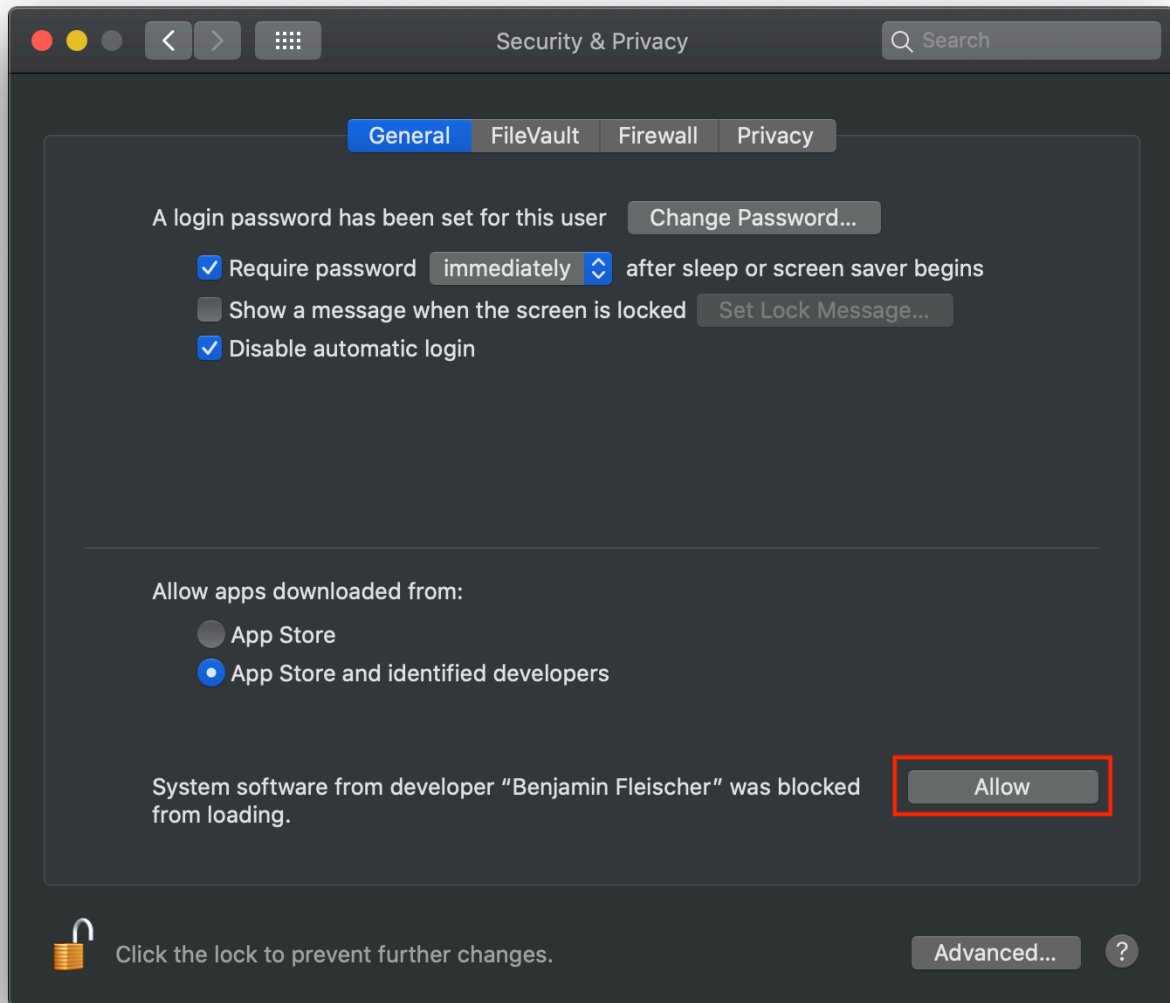 Security & Privacy
Search
General
FileVault
Firewall
Privacy
A login password has been set for this user
Change Password...
Require password
immediately
after sleep or screen saver begins
Show a message when the screen is locked
Set Lock Message...
Disable automatic login
Allow apps downloaded from:
App Store
App Store and identified developers
System software from developer “Benjamin Fleischer” was blocked
from loading.
Allow
Click the lock to prevent further changes.
Advanced...
?